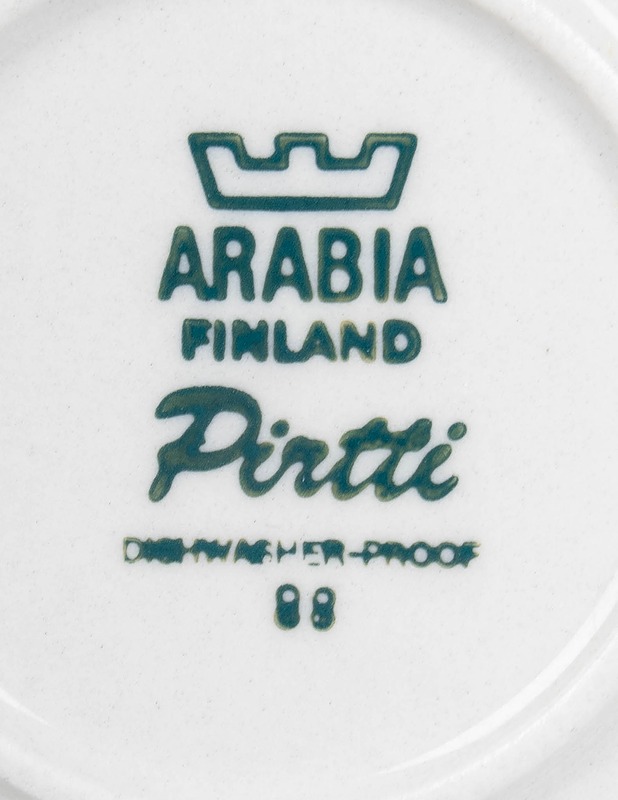 ARABIA
FINLAND
Pirtti
DISHWASHER-PROOF
88